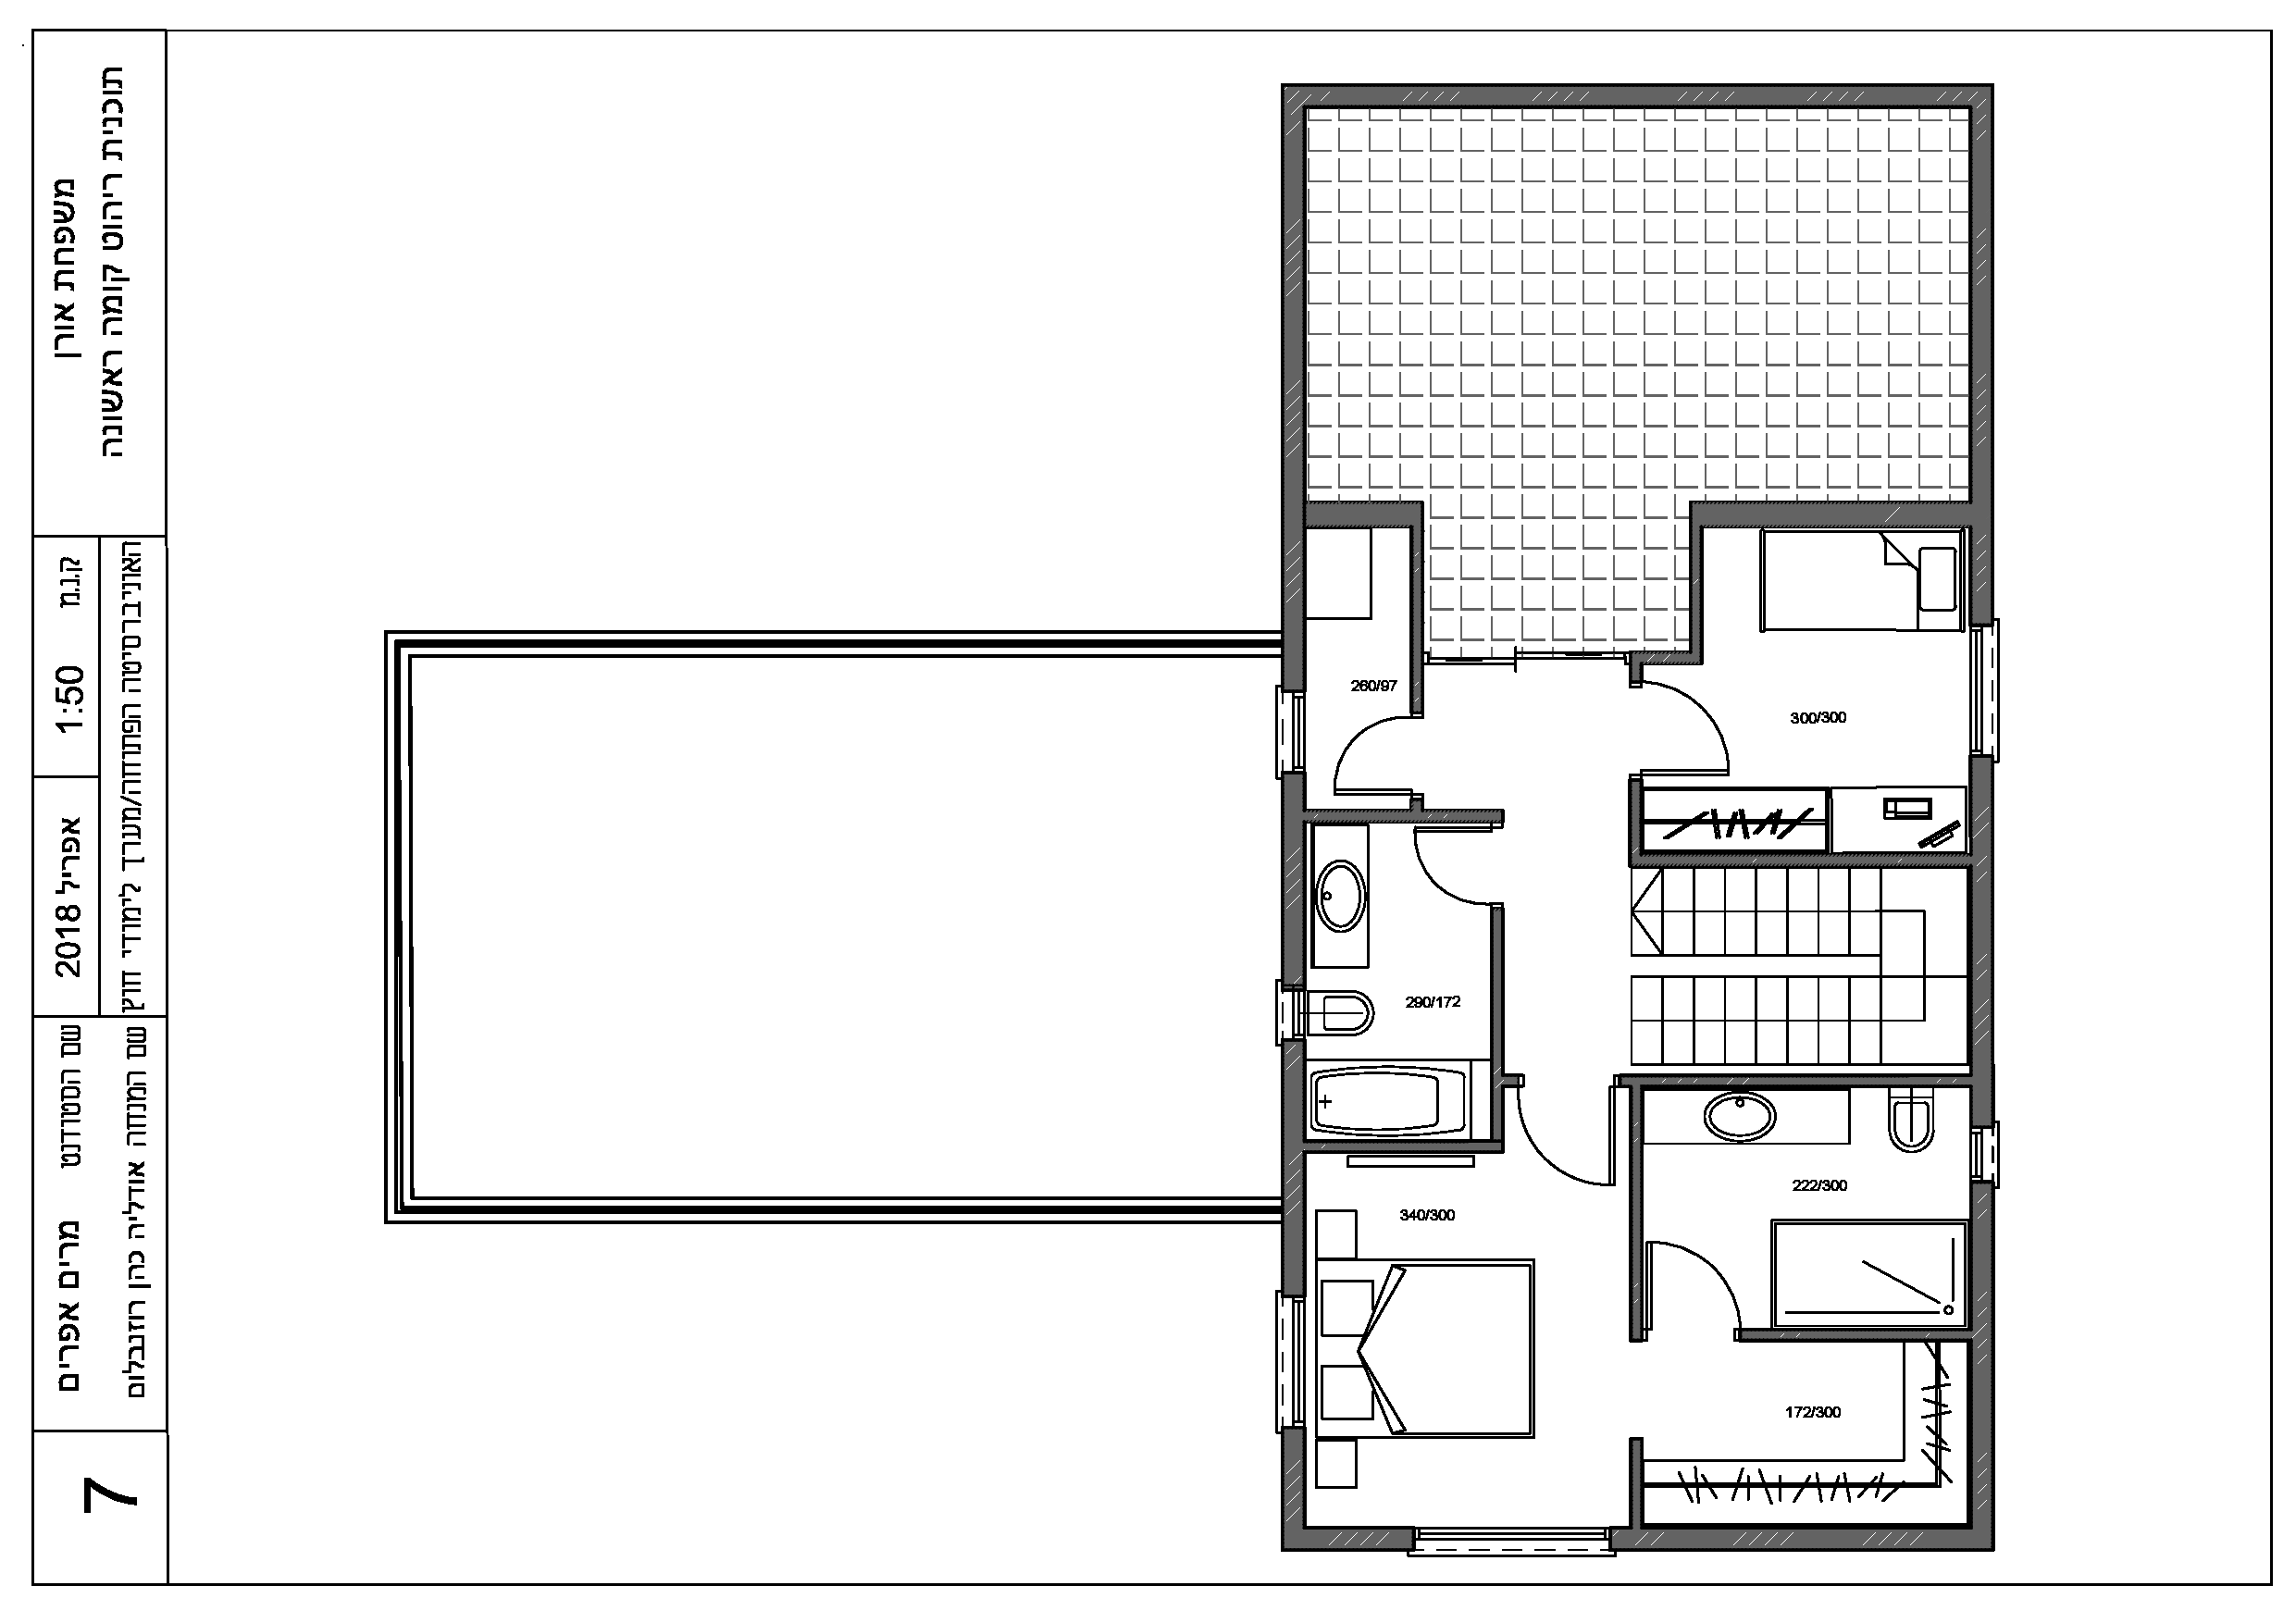 תוכנית ריהוט קומה ראשונה
משפחת אורן
האוניברסיטה הפתוחה/מערך לימודי חוץ
ק.נ.מ 1:50
אפריל 2018
שם המנחה אודליה כהן רוזנבלום
שם הסטודנט מרים אפרים
7
260/97
300/300
290/172
222/300
340/300
172/300